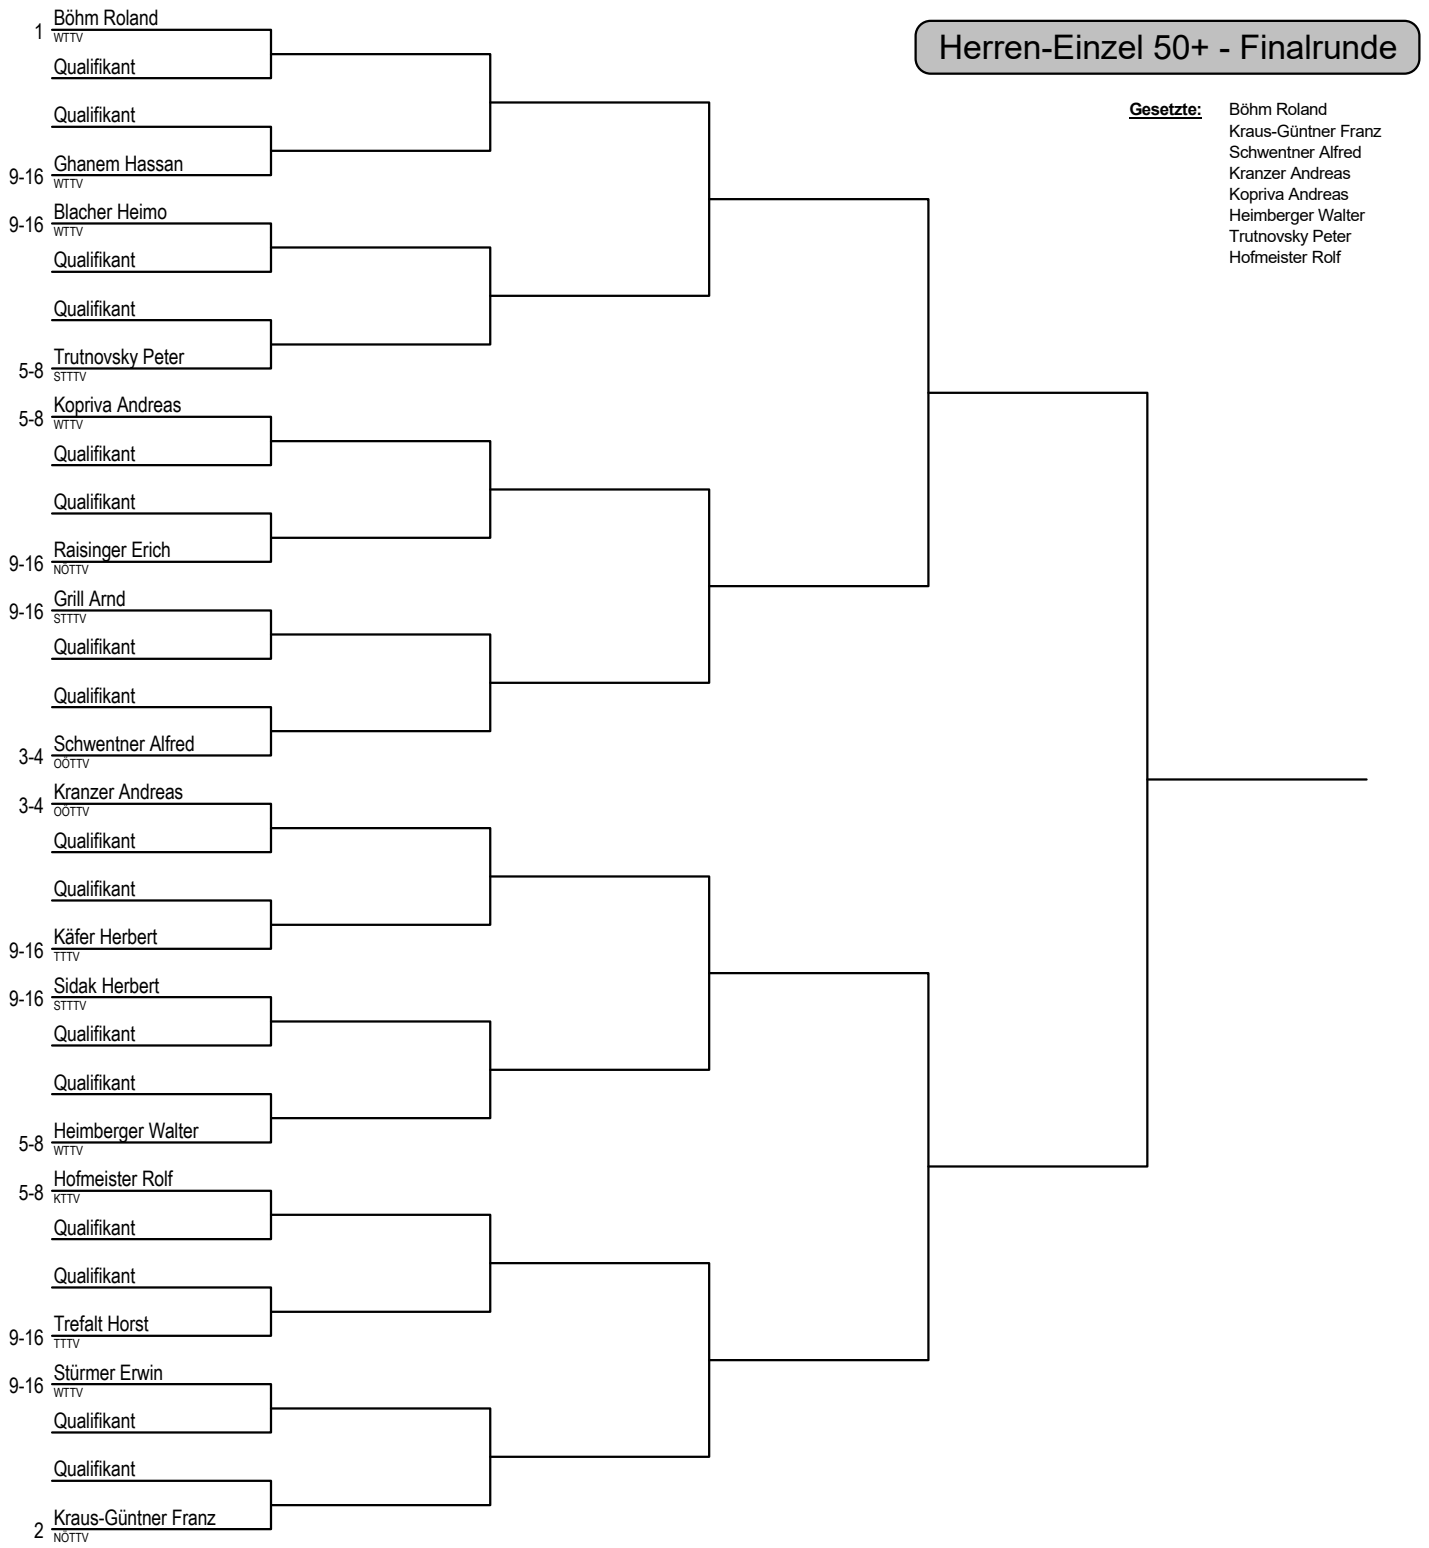 Herren-Einzel 50+ - Finalrunde
Gesetzte: Böhm Roland
Kraus-Güntner Franz
Schwentner Alfred
Kranzer Andreas
Kopriva Andreas
Heimberger Walter
Trutnovsky Peter
Hofmeister Rolf
1 Böhm Roland
WTTV
Qualifikant
Qualifikant
9-16 Ghanem Hassan
WTTV
9-16 Blacher Heimo
WTTV
Qualifikant
Qualifikant
5-8 Trutnovsky Peter
STTTV
5-8 Kopriva Andreas
WTTV
Qualifikant
Qualifikant
9-16 Raisinger Erich
NÖTTV
9-16 Grill Arnd
STTTV
Qualifikant
Qualifikant
3-4 Schwentner Alfred
OÖTTV
3-4 Kranzer Andreas
OÖTTV
Qualifikant
Qualifikant
9-16 Käfer Herbert
TTTV
9-16 Sidak Herbert
STTTV
Qualifikant
Qualifikant
5-8 Heimberger Walter
WTTV
5-8 Hofmeister Rolf
KTTV
Qualifikant
Qualifikant
9-16 Trefalt Horst
TTTV
9-16 Stürmer Erwin
WTTV
Qualifikant
Qualifikant
2 Kraus-Güntner Franz
NÖTTV